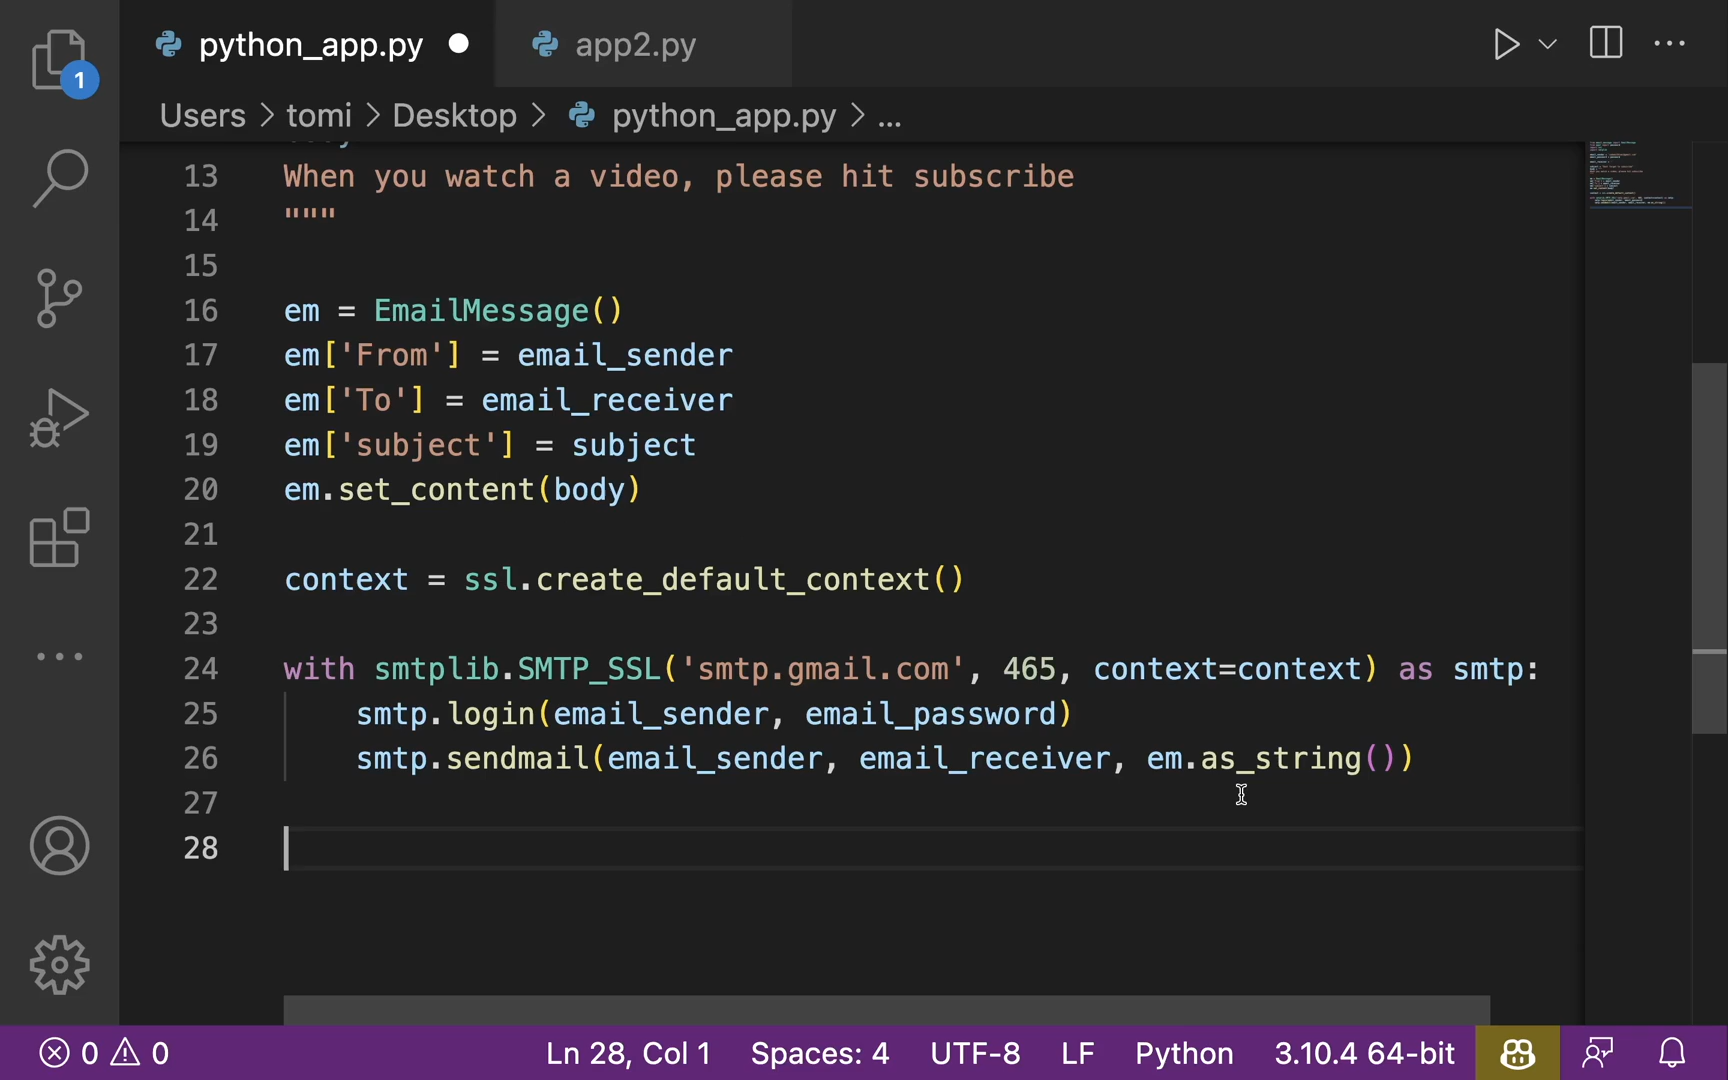 python_app.py
app2.py
1
Users > tomi > Desktop > python_app.py > ...
13 When you watch a video, please hit subscribe
14 """
15
16 em = EmailMessage()
17 em['From'] = email_sender
18 em['To'] = email_receiver
19 em['subject'] = subject
20 em.set_content(body)
21
22 context = ssl.create_default_context()
23
24 with smtplib.SMTP_SSL('smtp.gmail.com', 465, context=context) as smtp:
25 smtp.login(email_sender, email_password)
26 smtp.sendmail(email_sender, email_receiver, em.as_string())
27
28
0 0 Ln 28, Col 1 Spaces: 4 UTF-8 LF Python 3.10.4 64-bit